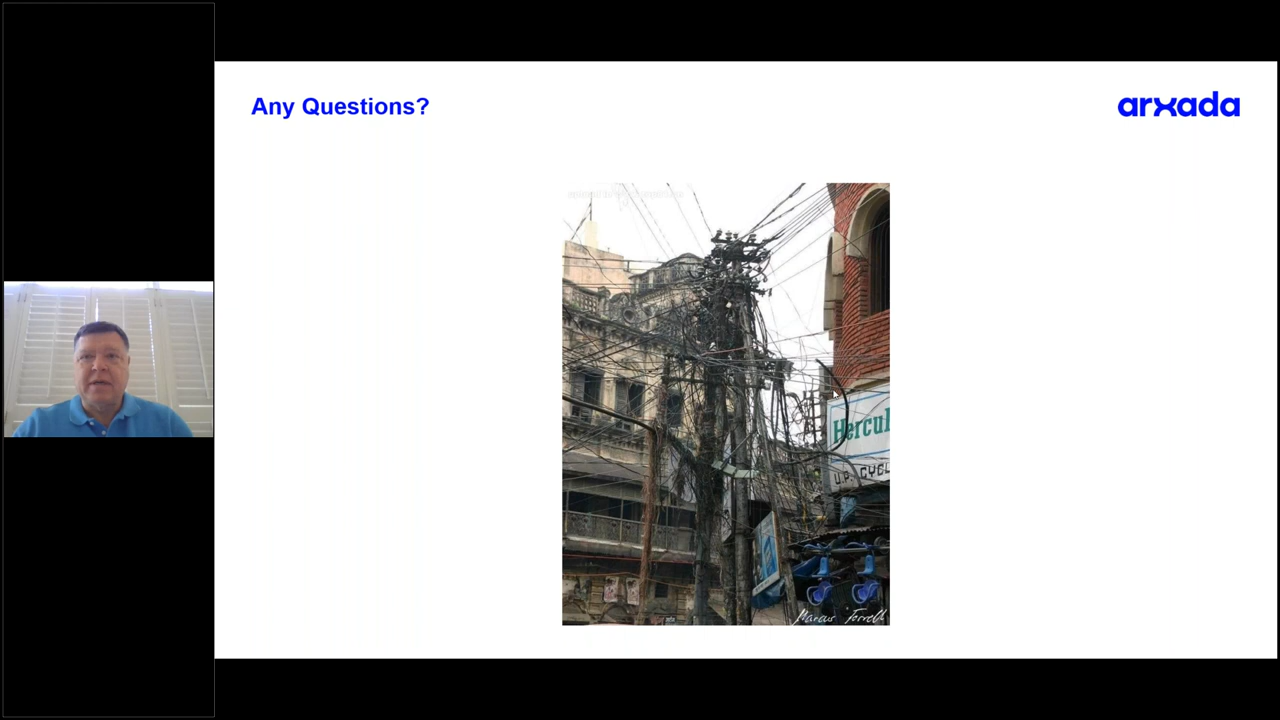 Any Questions?
arxada
Hercul
U.P. CYCL
Marcus Ferrell